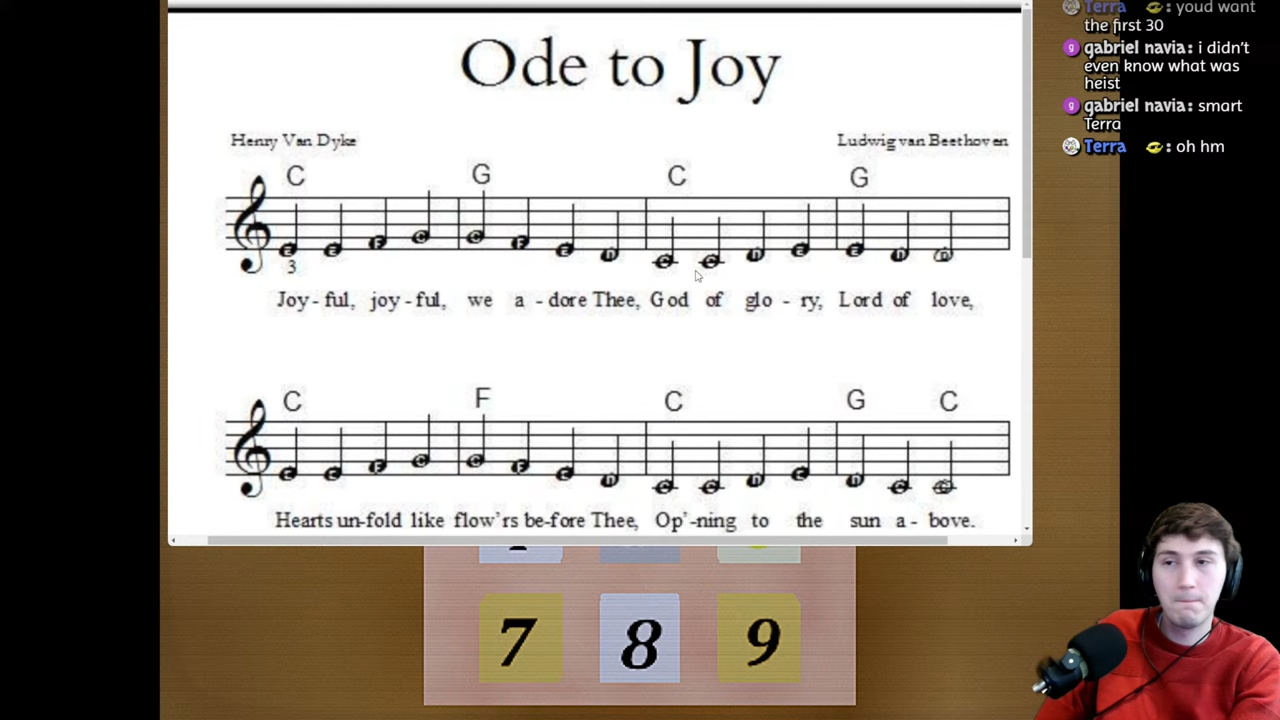 Ode to Joy
Henry Van Dyke
Ludwig van Beethoven
C G C G
3
Joy - ful, joy - ful, we a - dore Thee, God of glo - ry, Lord of love,
C F C G C
Hearts un-fold like flow'rs be-fore Thee, Op'-ning to the sun a - bove.
7 8 9
Terra : youd want
the first 30
gabriel navia: i didn't
even know what was
heist
gabriel navia: smart
Terra
Terra : oh hm